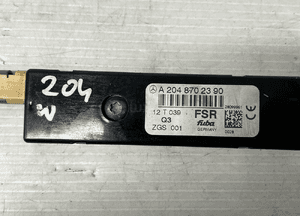 204
W
A 204 870 23 90
12 T 039
FSR
Q3
fuba
ZGS 001
GERMANY